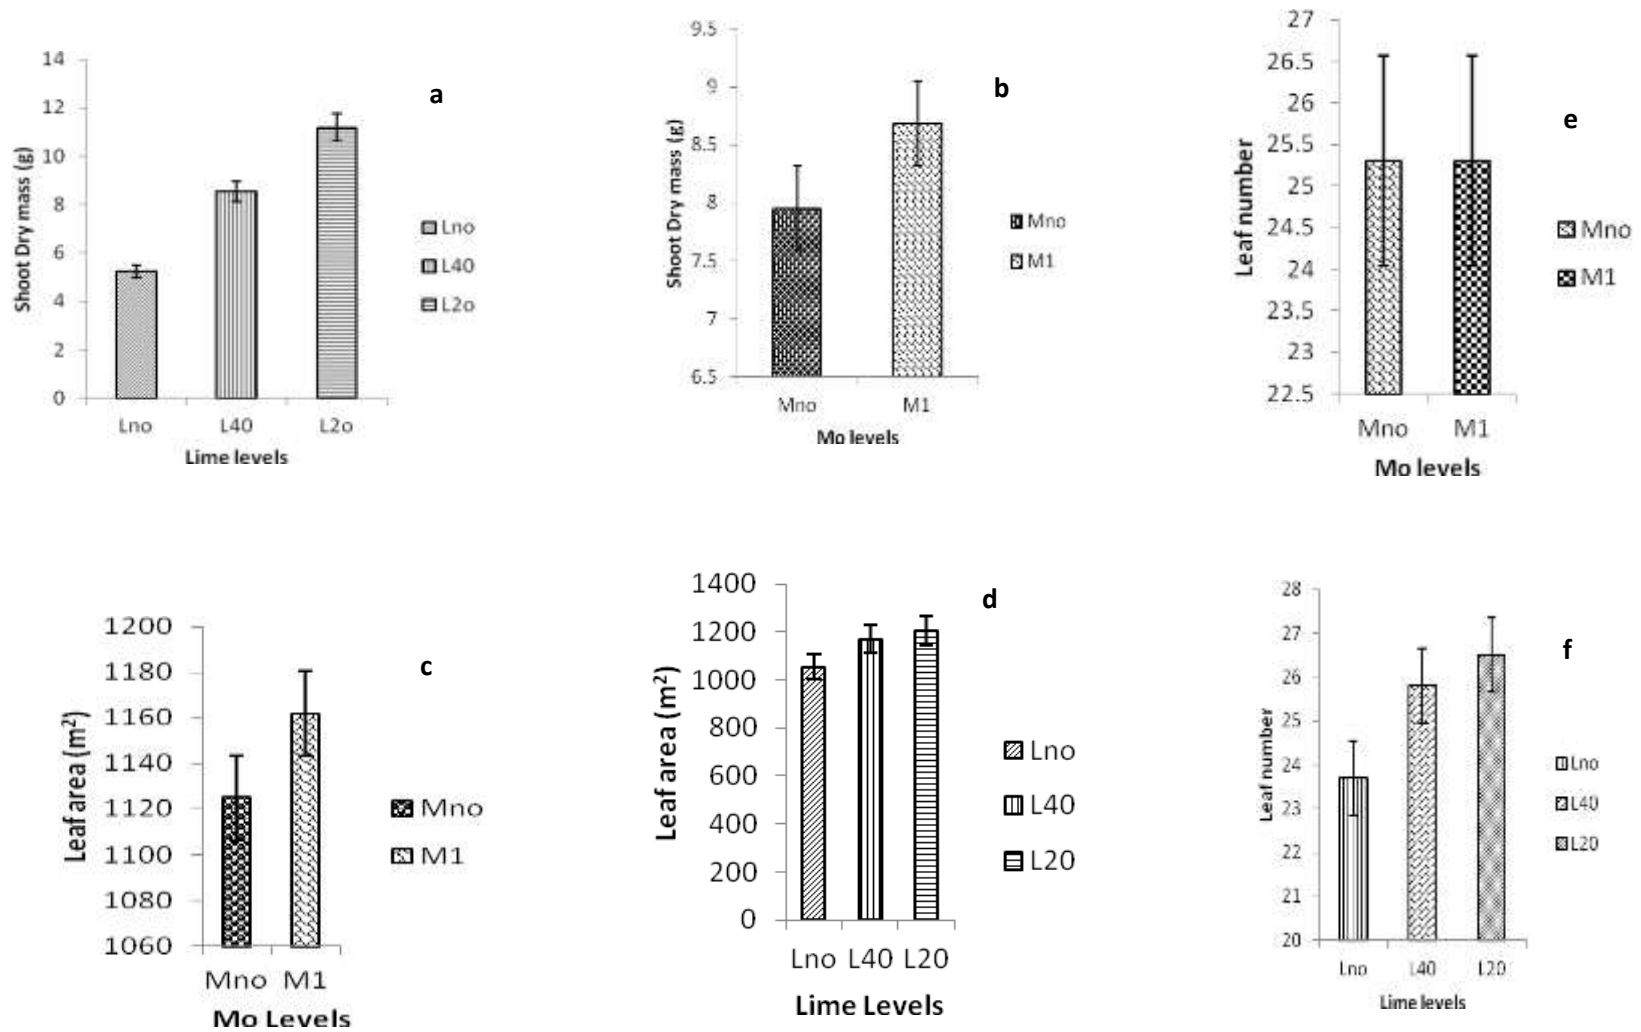 a
Shoot Dry mass (g)
14
12
10
8
6
4
2
0
Lno L40 L2o
Lime levels
Lno
L40
L2o
b
Shoot Dry mass (g)
9.5
9
8.5
8
7.5
7
6.5
Mno M1
Mo levels
Mno
M1
e
Leaf number
27
26.5
26
25.5
25
24.5
24
23.5
23
22.5
Mno M1
Mo levels
Mno
M1
c
Leaf area (m²)
1200
1180
1160
1140
1120
1100
1080
1060
Mno M1
Mo Levels
Mno
M1
d
Leaf area (m²)
1400
1200
1000
800
600
400
200
0
Lno L40 L20
Lime Levels
Lno
L40
L20
f
Leaf number
28
27
26
25
24
23
22
21
20
Lno L40 L20
Lime levels
Lno
L40
L20